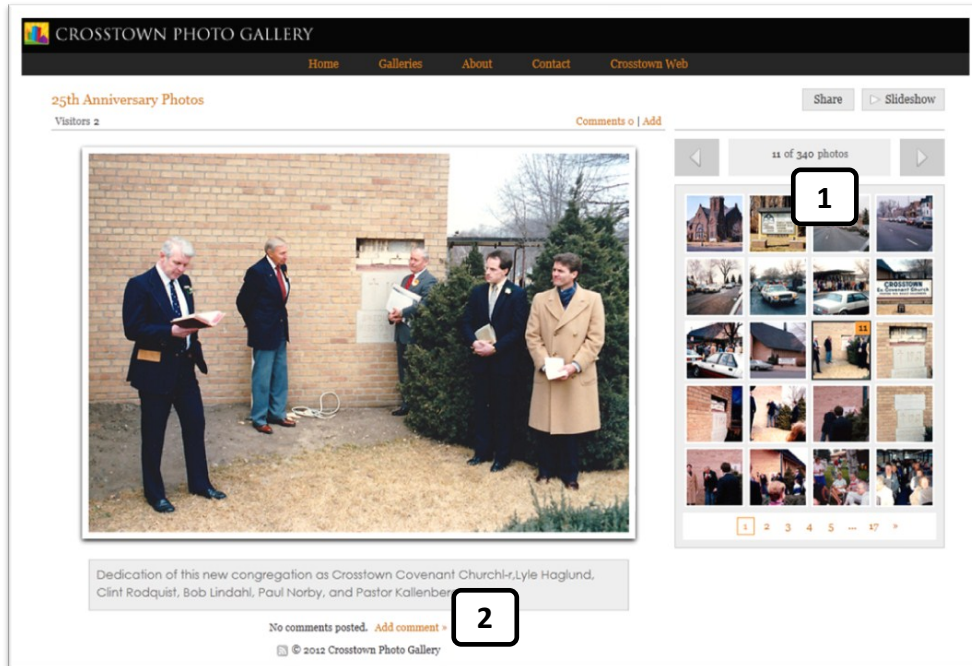 CROSSTOWN PHOTO GALLERY
Home Galleries About Contact Crosstown Web
25th Anniversary Photos
Share Slideshow
Visitors 2
Comments 0 | Add
11 of 340 photos
1
CROSSTOWN
Ev Covenant Church
11
1 2 3 4 5 ... 17 »
Dedication of this new congregation as Crosstown Covenant Churchl-r,Lyle Haglund,
Clint Rodquist, Bob Lindahl, Paul Norby, and Pastor
2
No comments posted. Add comment »
© 2012 Crosstown Photo Gallery